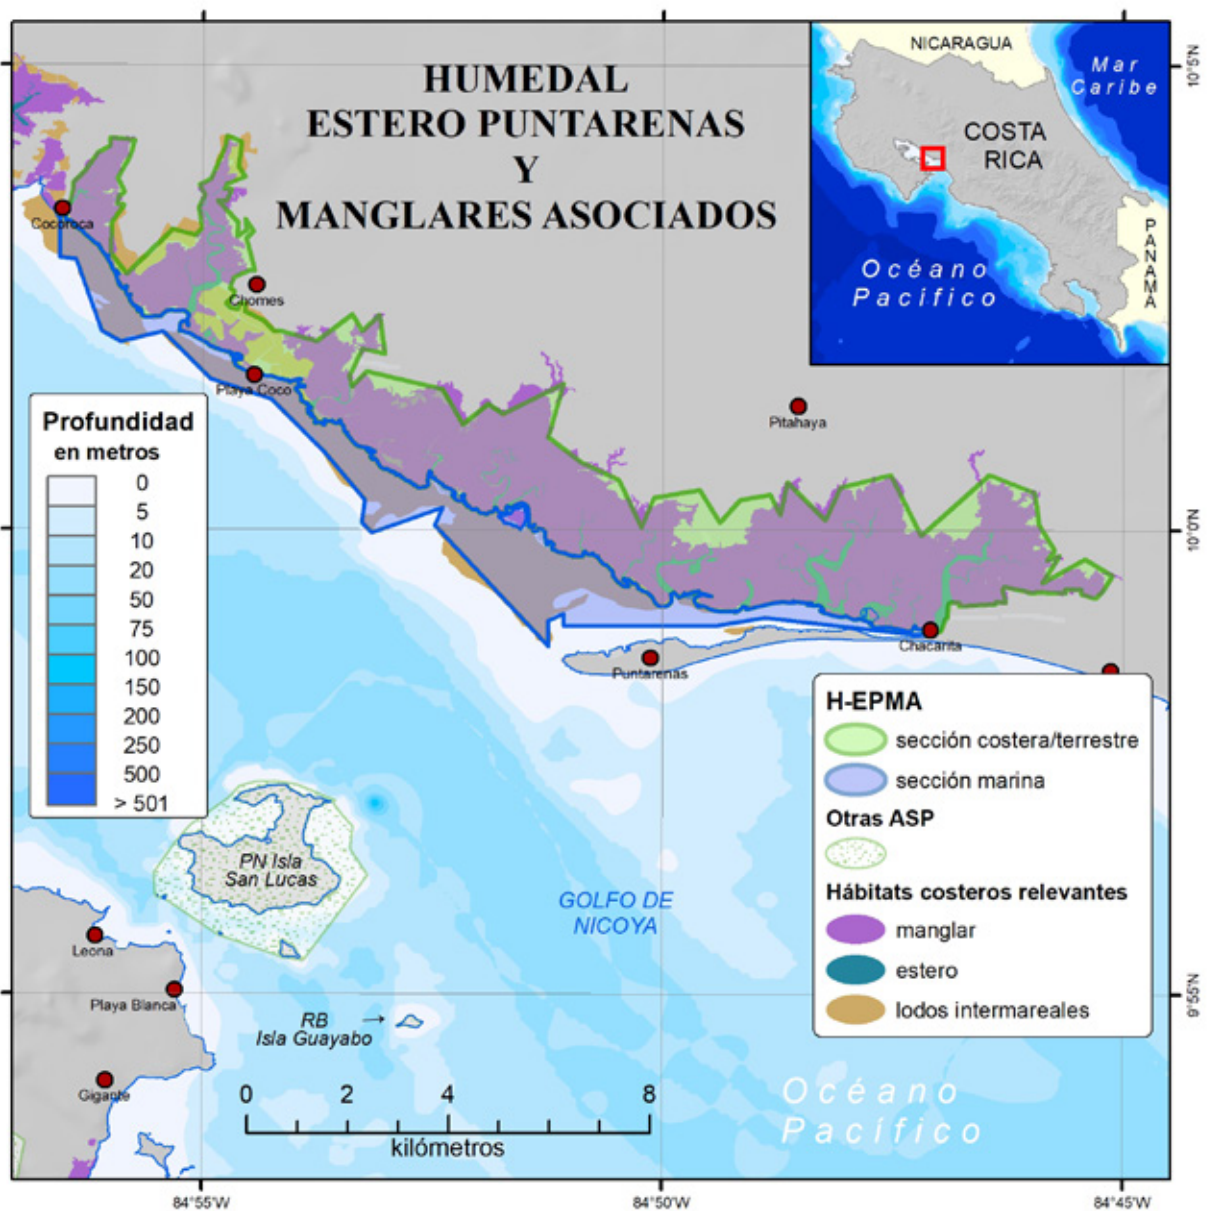 HUMEDAL
ESTERO PUNTARENAS
Y
MANGLARES ASOCIADOS
NICARAGUA
Mar
Caribe
COSTA
RICA
PANAMÁ
Océano
Pacífico
10°5'N
Cocoroca
Chomes
Playa Coco
Pitahaya
Profundidad
en metros
0
5
10
20
50
75
100
150
200
250
500
> 501
10°0'N
Chacarita
Puntarenas
H-EPMA
sección costera/terrestre
sección marina
Otras ASP
Hábitats costeros relevantes
manglar
estero
lodos intermareales
PN Isla
San Lucas
GOLFO DE
NICOYA
Leona
Playa Blanca
9°55'N
RB
Isla Guayabo
Gigante
0 2 4 8
kilómetros
Océano
Pacífico
84°55'W
84°50'W
84°45'W